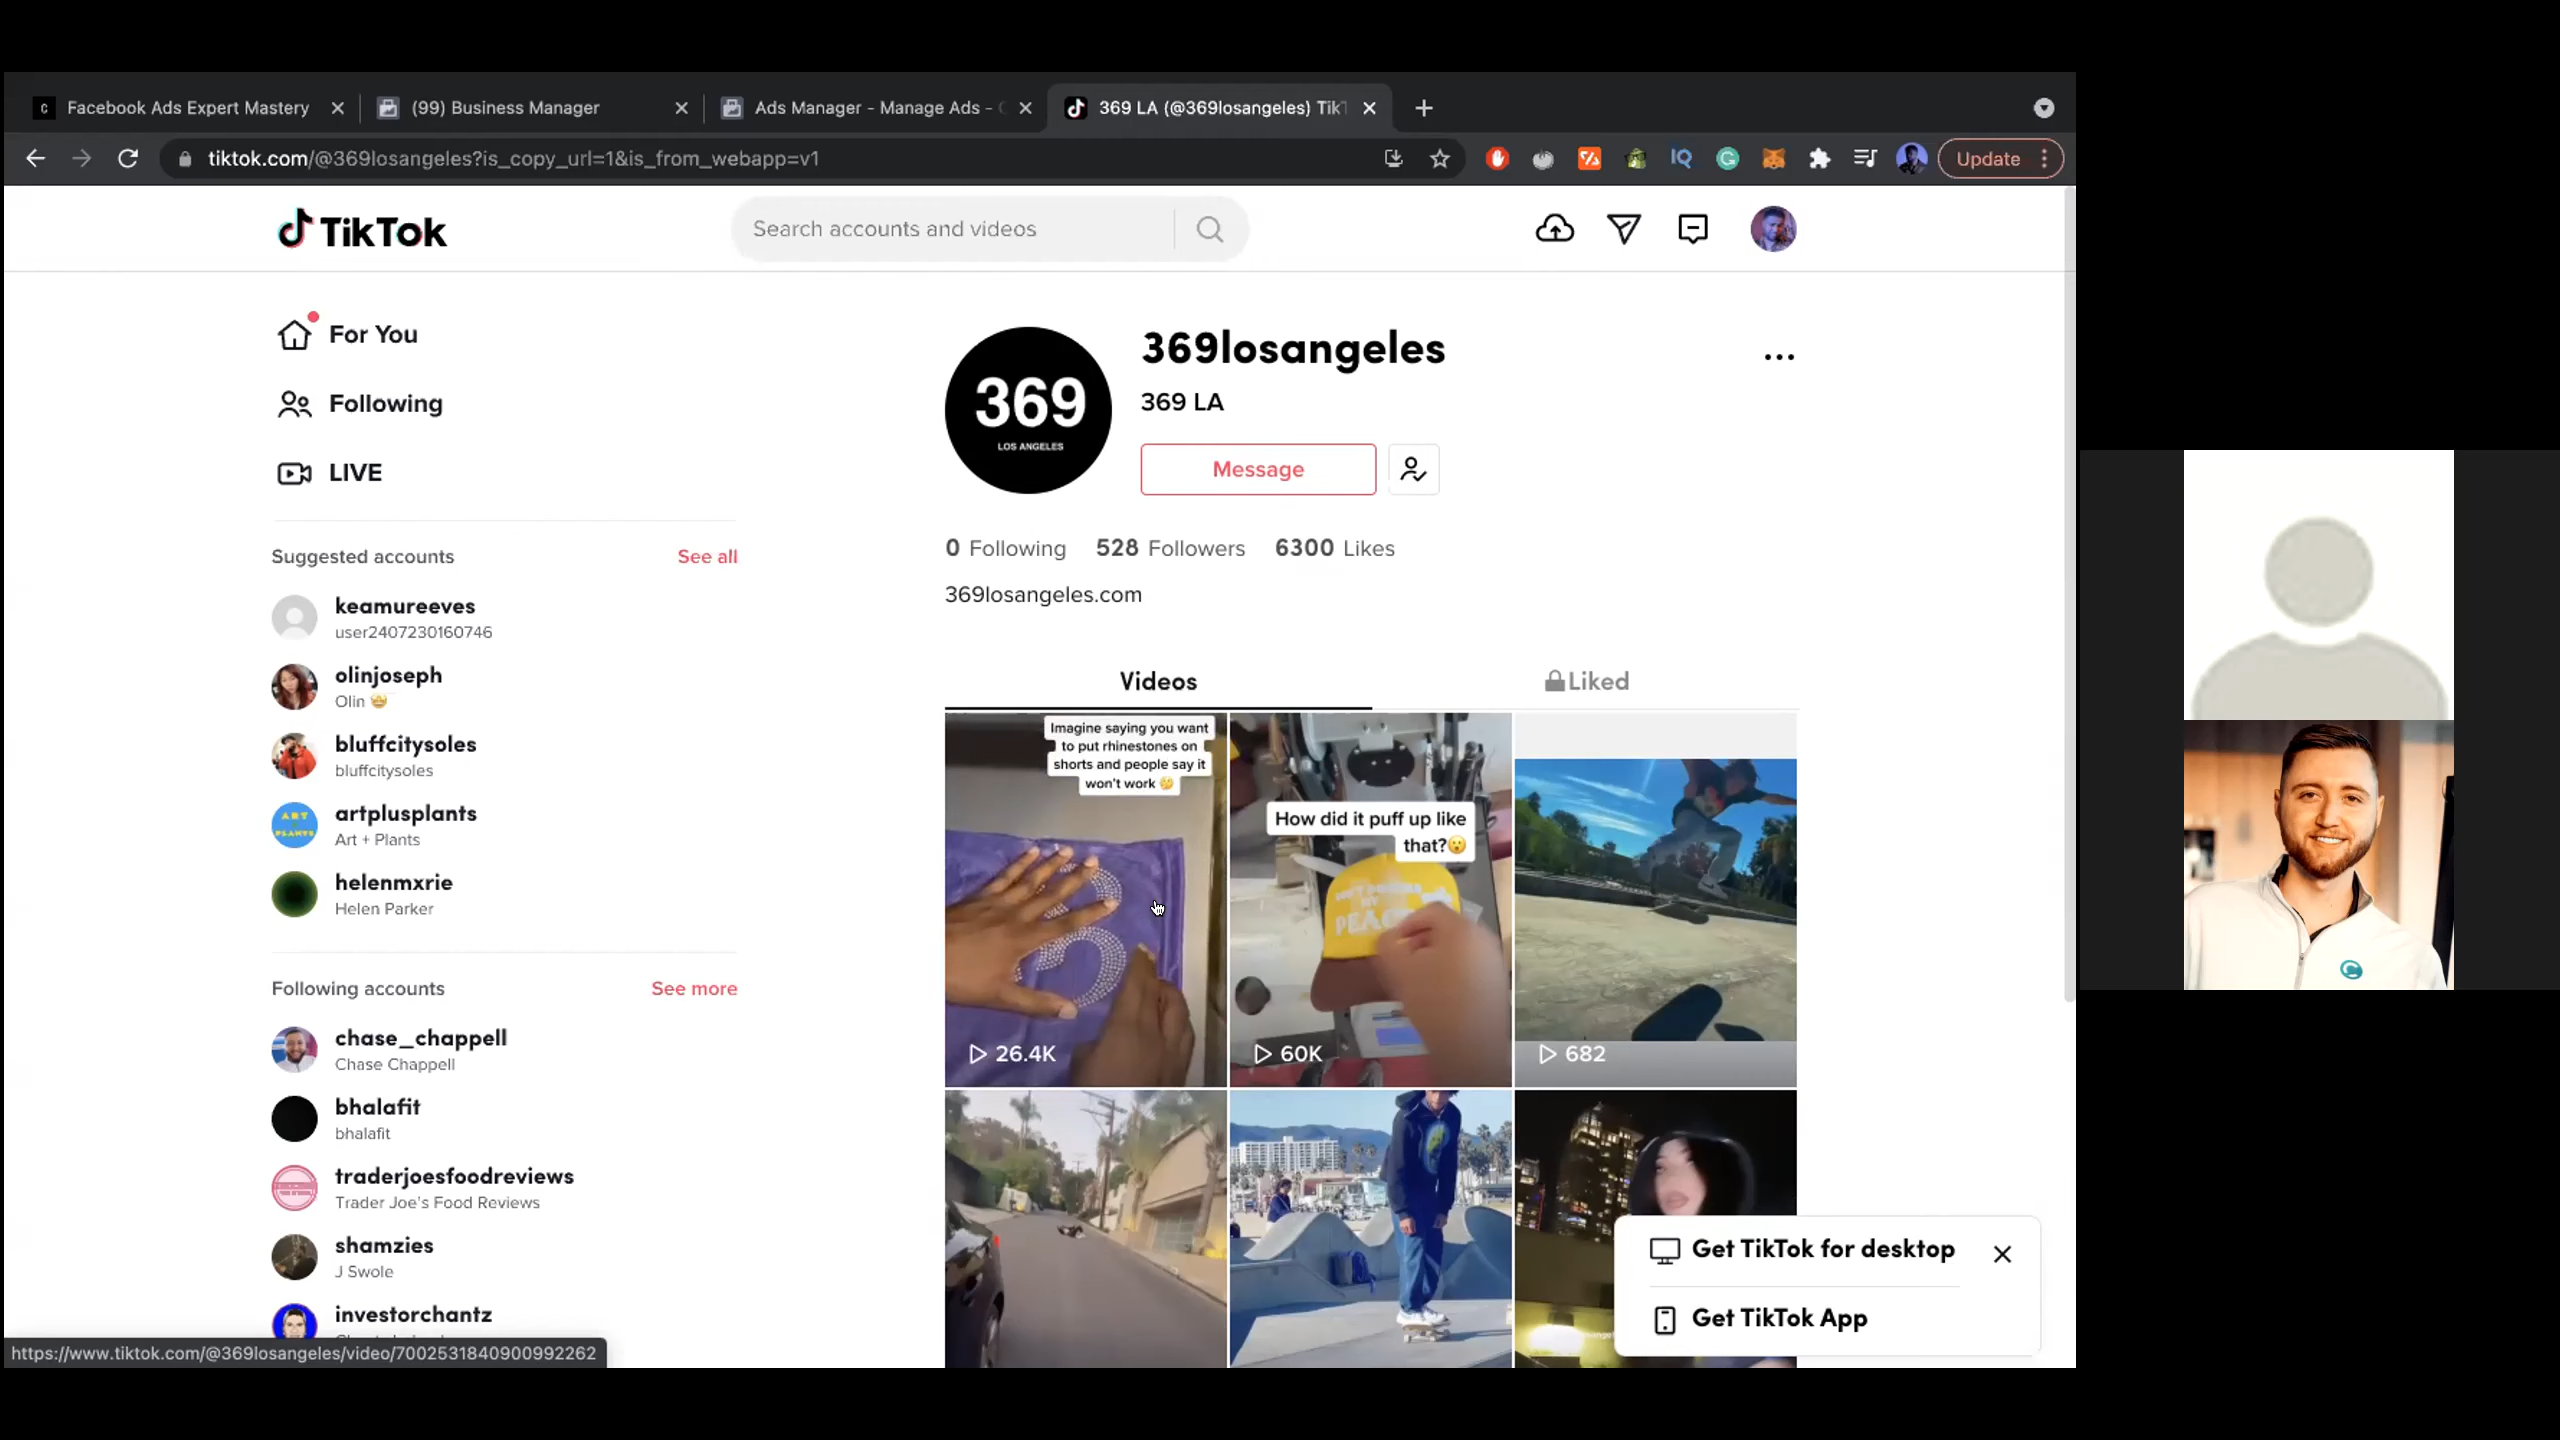 Facebook Ads Expert Mastery
(99) Business Manager
Ads Manager - Manage Ads -
369 LA (@369losangeles) Tik
tiktok.com/@369losangeles?is_copy_url=1&is_from_webapp=v1
Update
TikTok
Search accounts and videos
For You
Following
LIVE
Suggested accounts
See all
keamureeves
user2407230160746
olinjoseph
Olin 🤩
bluffcitysoles
bluffcitysoles
artplusplants
Art + Plants
helenmxrie
Helen Parker
Following accounts
See more
chase_chappell
Chase Chappell
bhalafit
bhalafit
traderjoesfoodreviews
Trader Joe's Food Reviews
shamzies
J Swole
investorchantz
https://www.tiktok.com/@369losangeles/video/7002531840900992262
369
LOS ANGELES
369losangeles
369 LA
Message
0 Following 528 Followers 6300 Likes
369losangeles.com
Videos
Liked
Imagine saying you want
to put rhinestones on
shorts and people say it
won't work 🤔
26.4K
How did it puff up like
that?😮
MY
PEACE
60K
682
Get TikTok for desktop
Get TikTok App